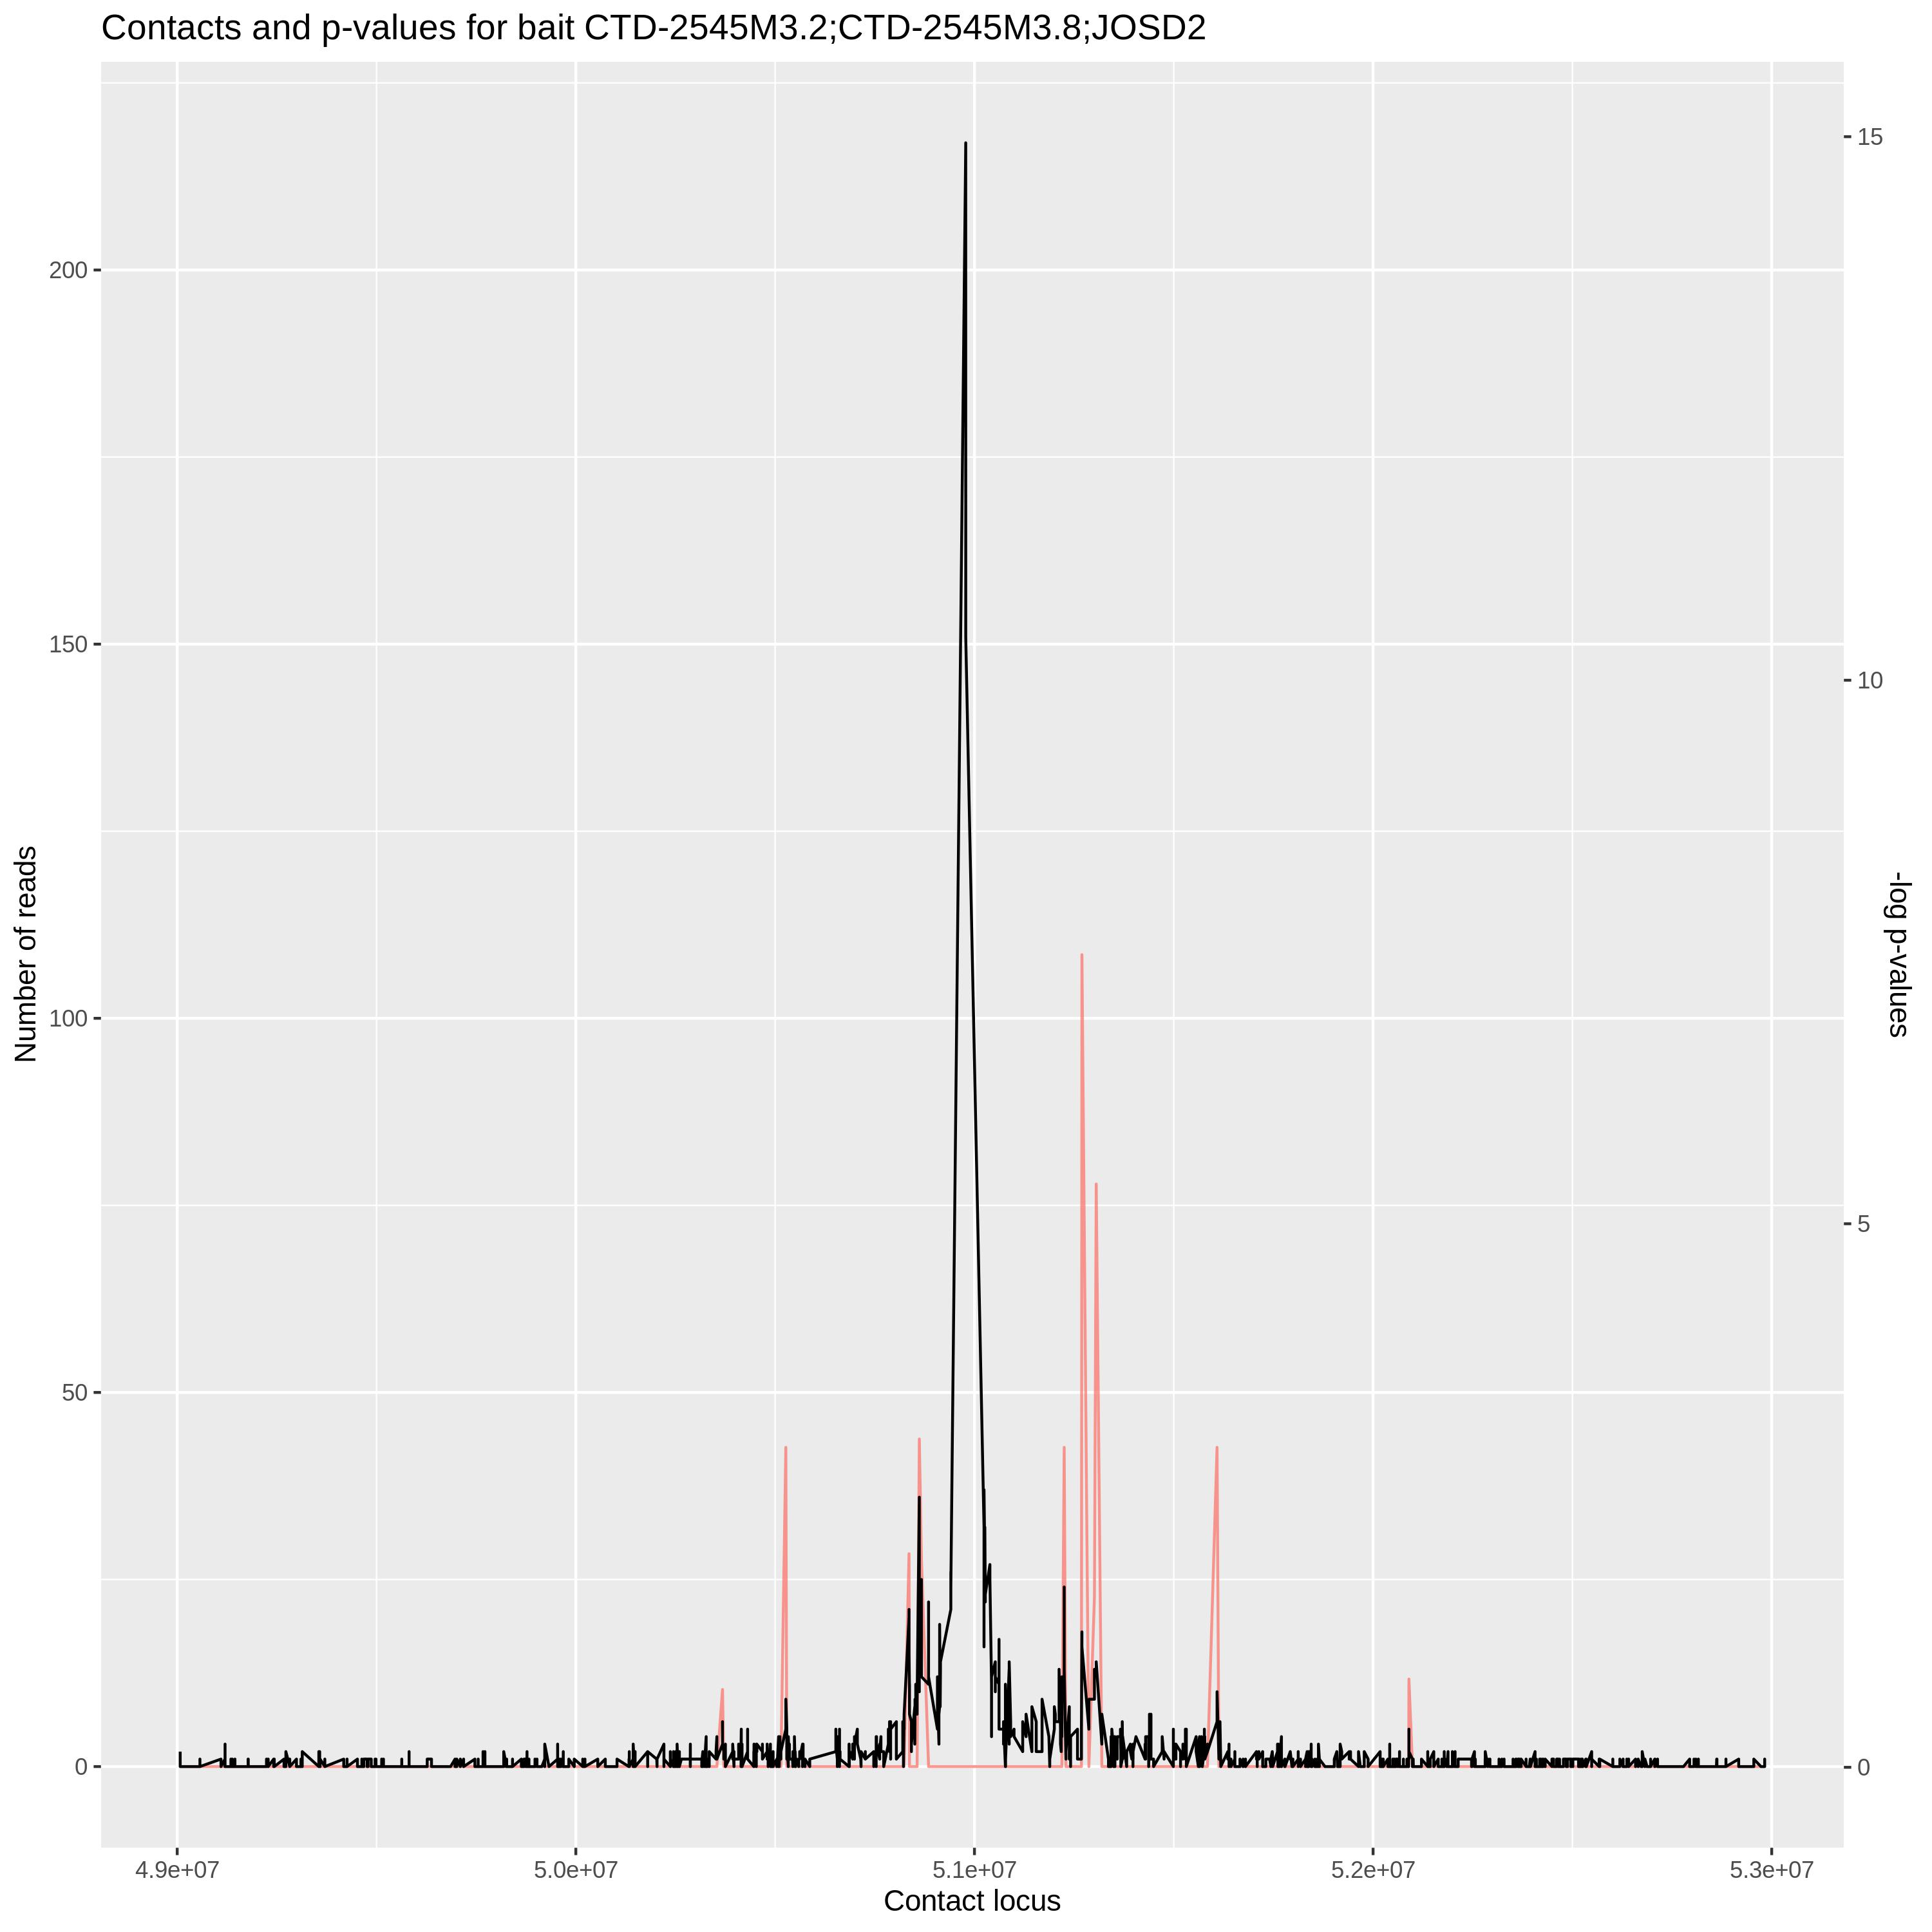 Contacts and p-values for bait CTD-2545M3.2;CTD-2545M3.8;JOSD2
Number of reads
200
150
100
50
0
15
10
5
0
-log p-values
4.9e+07
5.0e+07
5.1e+07
5.2e+07
5.3e+07
Contact locus